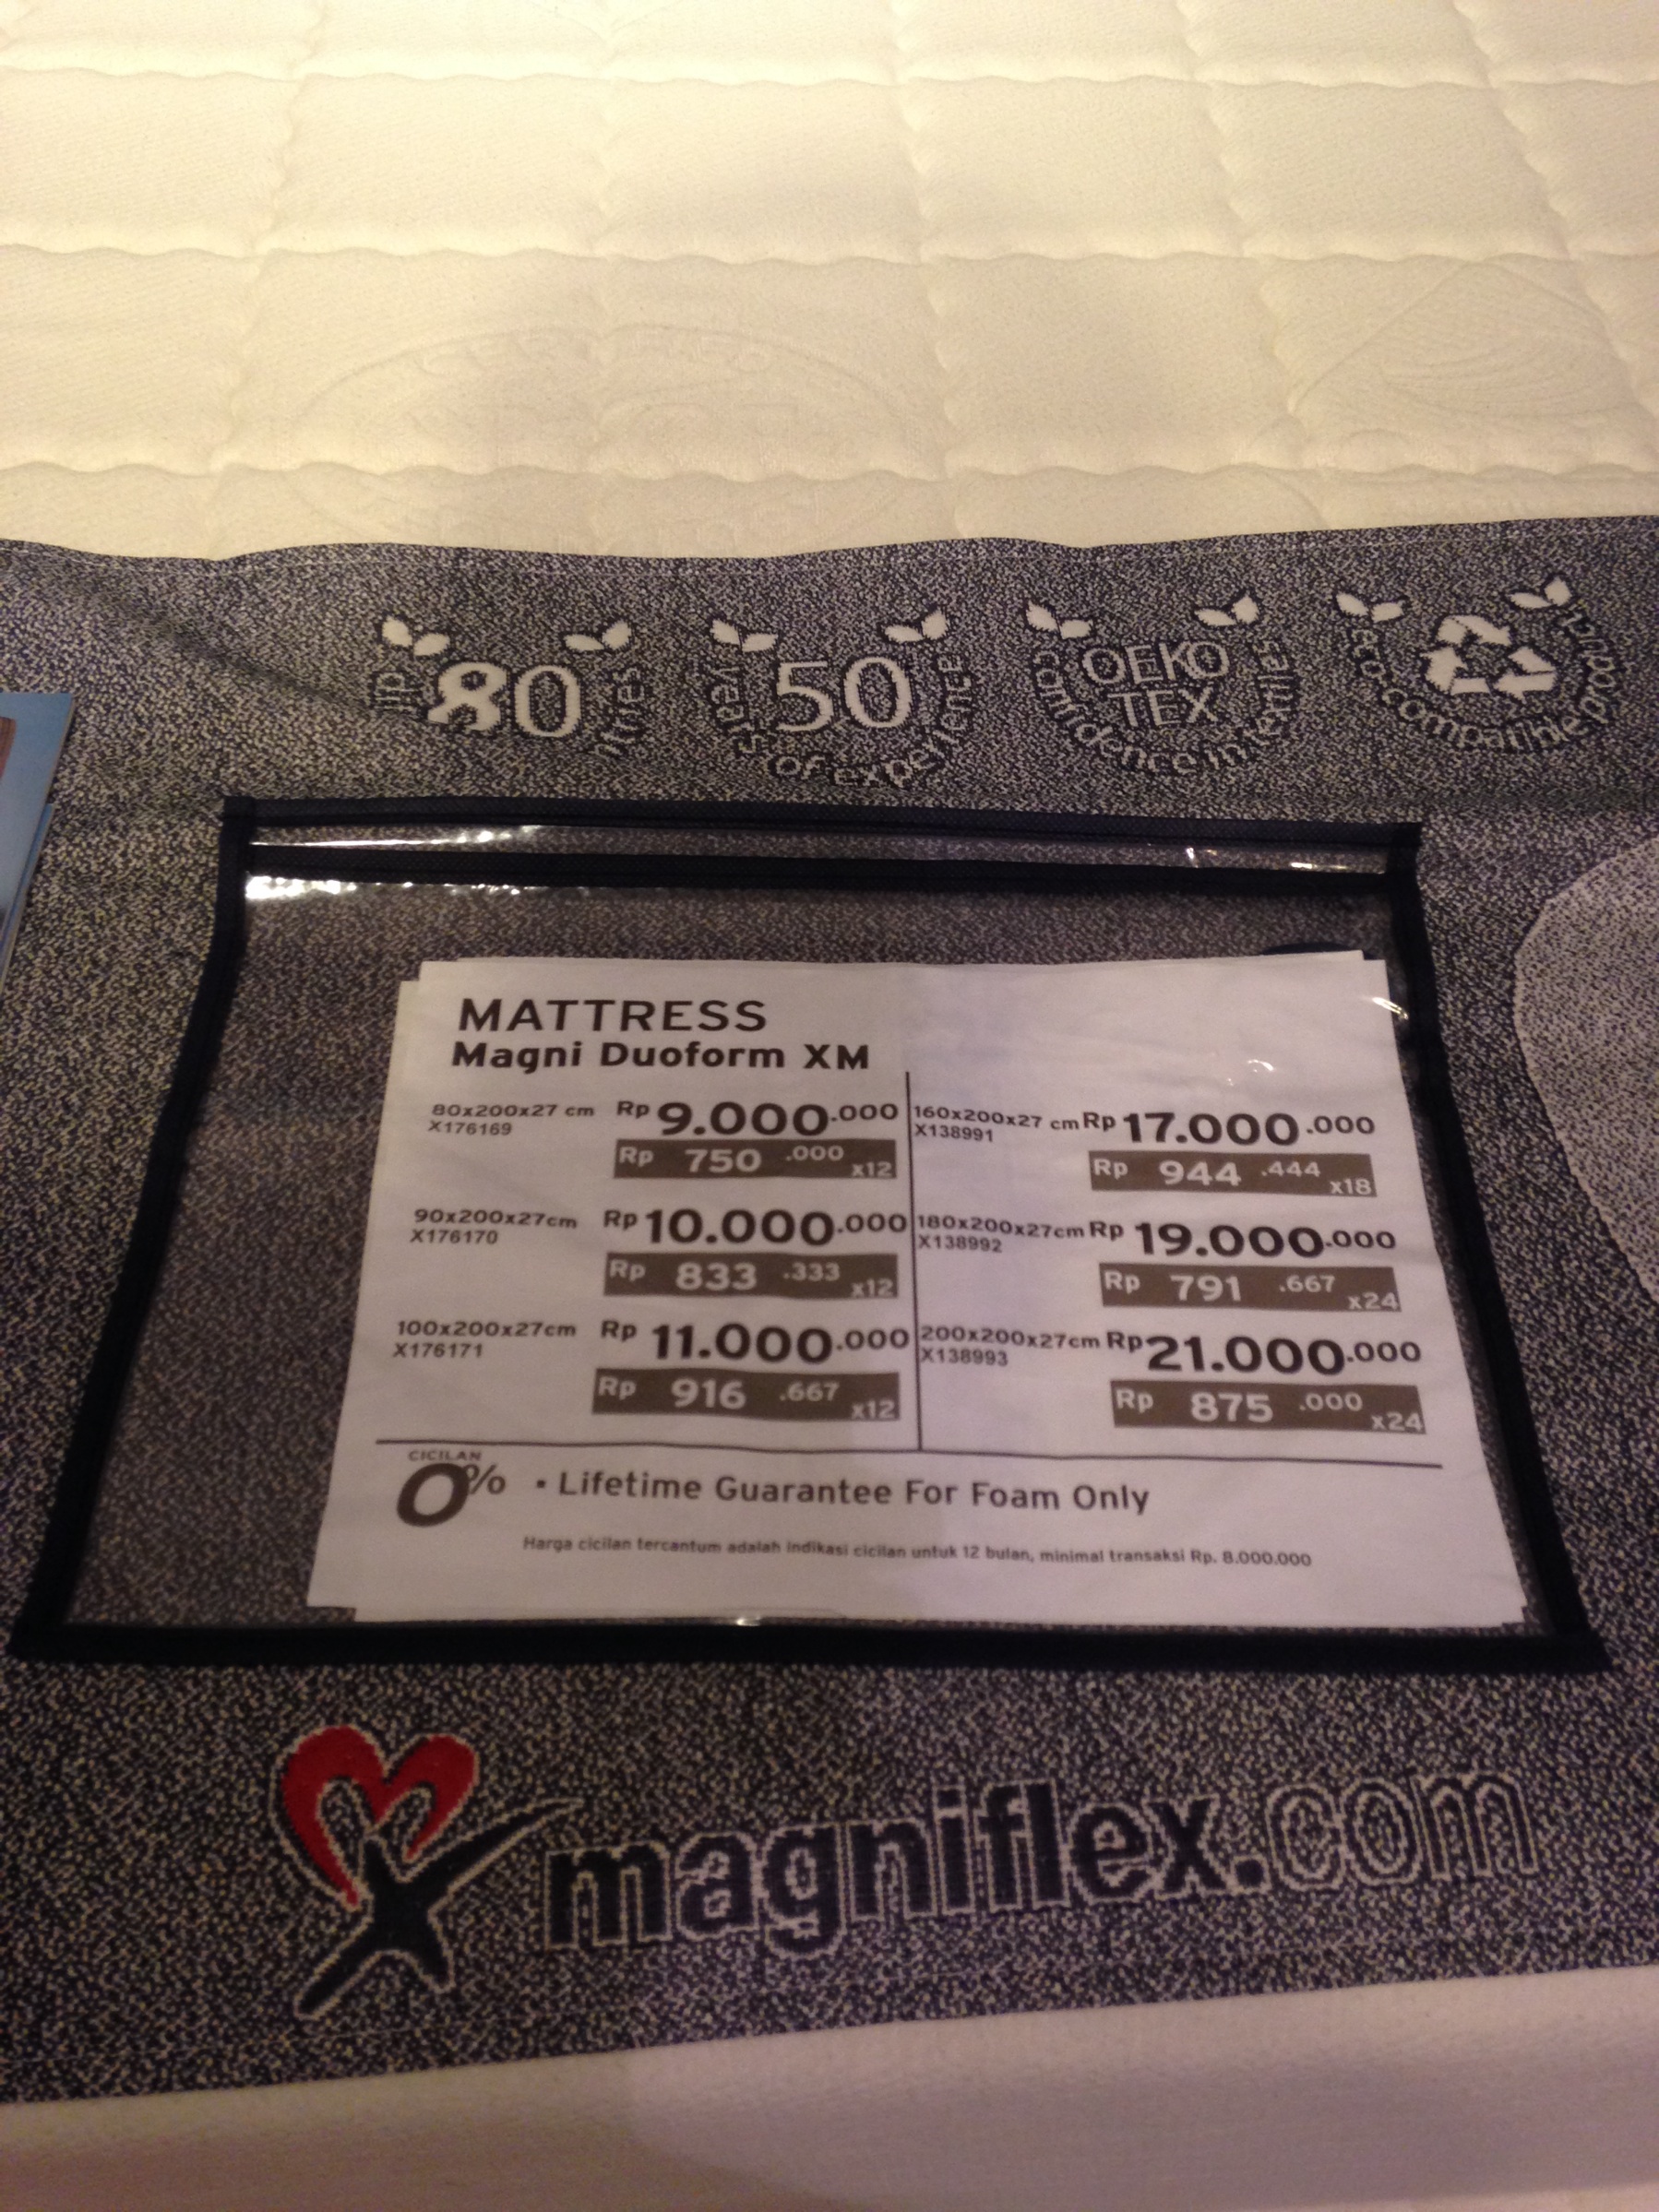 up 80 times
years 50 of experience
OEKO
TEX
confidence in textiles
eco-compatible product
MATTRESS
Magni Duoform XM
80x200x27 cm Rp 9.000.000
X176169
Rp 750 .000 x12
90x200x27cm Rp 10.000.000
X176170
Rp 833 .333 x12
100x200x27cm Rp 11.000.000
X176171
Rp 916 .667 x12
160x200x27 cm Rp 17.000.000
X138991
Rp 944 .444 x18
180x200x27cm Rp 19.000.000
X138992
Rp 791 .667 x24
200x200x27cm Rp 21.000.000
X138993
Rp 875 .000 x24
CICILAN
0% • Lifetime Guarantee For Foam Only
Harga cicilan tercantum adalah indikasi cicilan untuk 12 bulan, minimal transaksi Rp. 8.000.000
magniflex.com